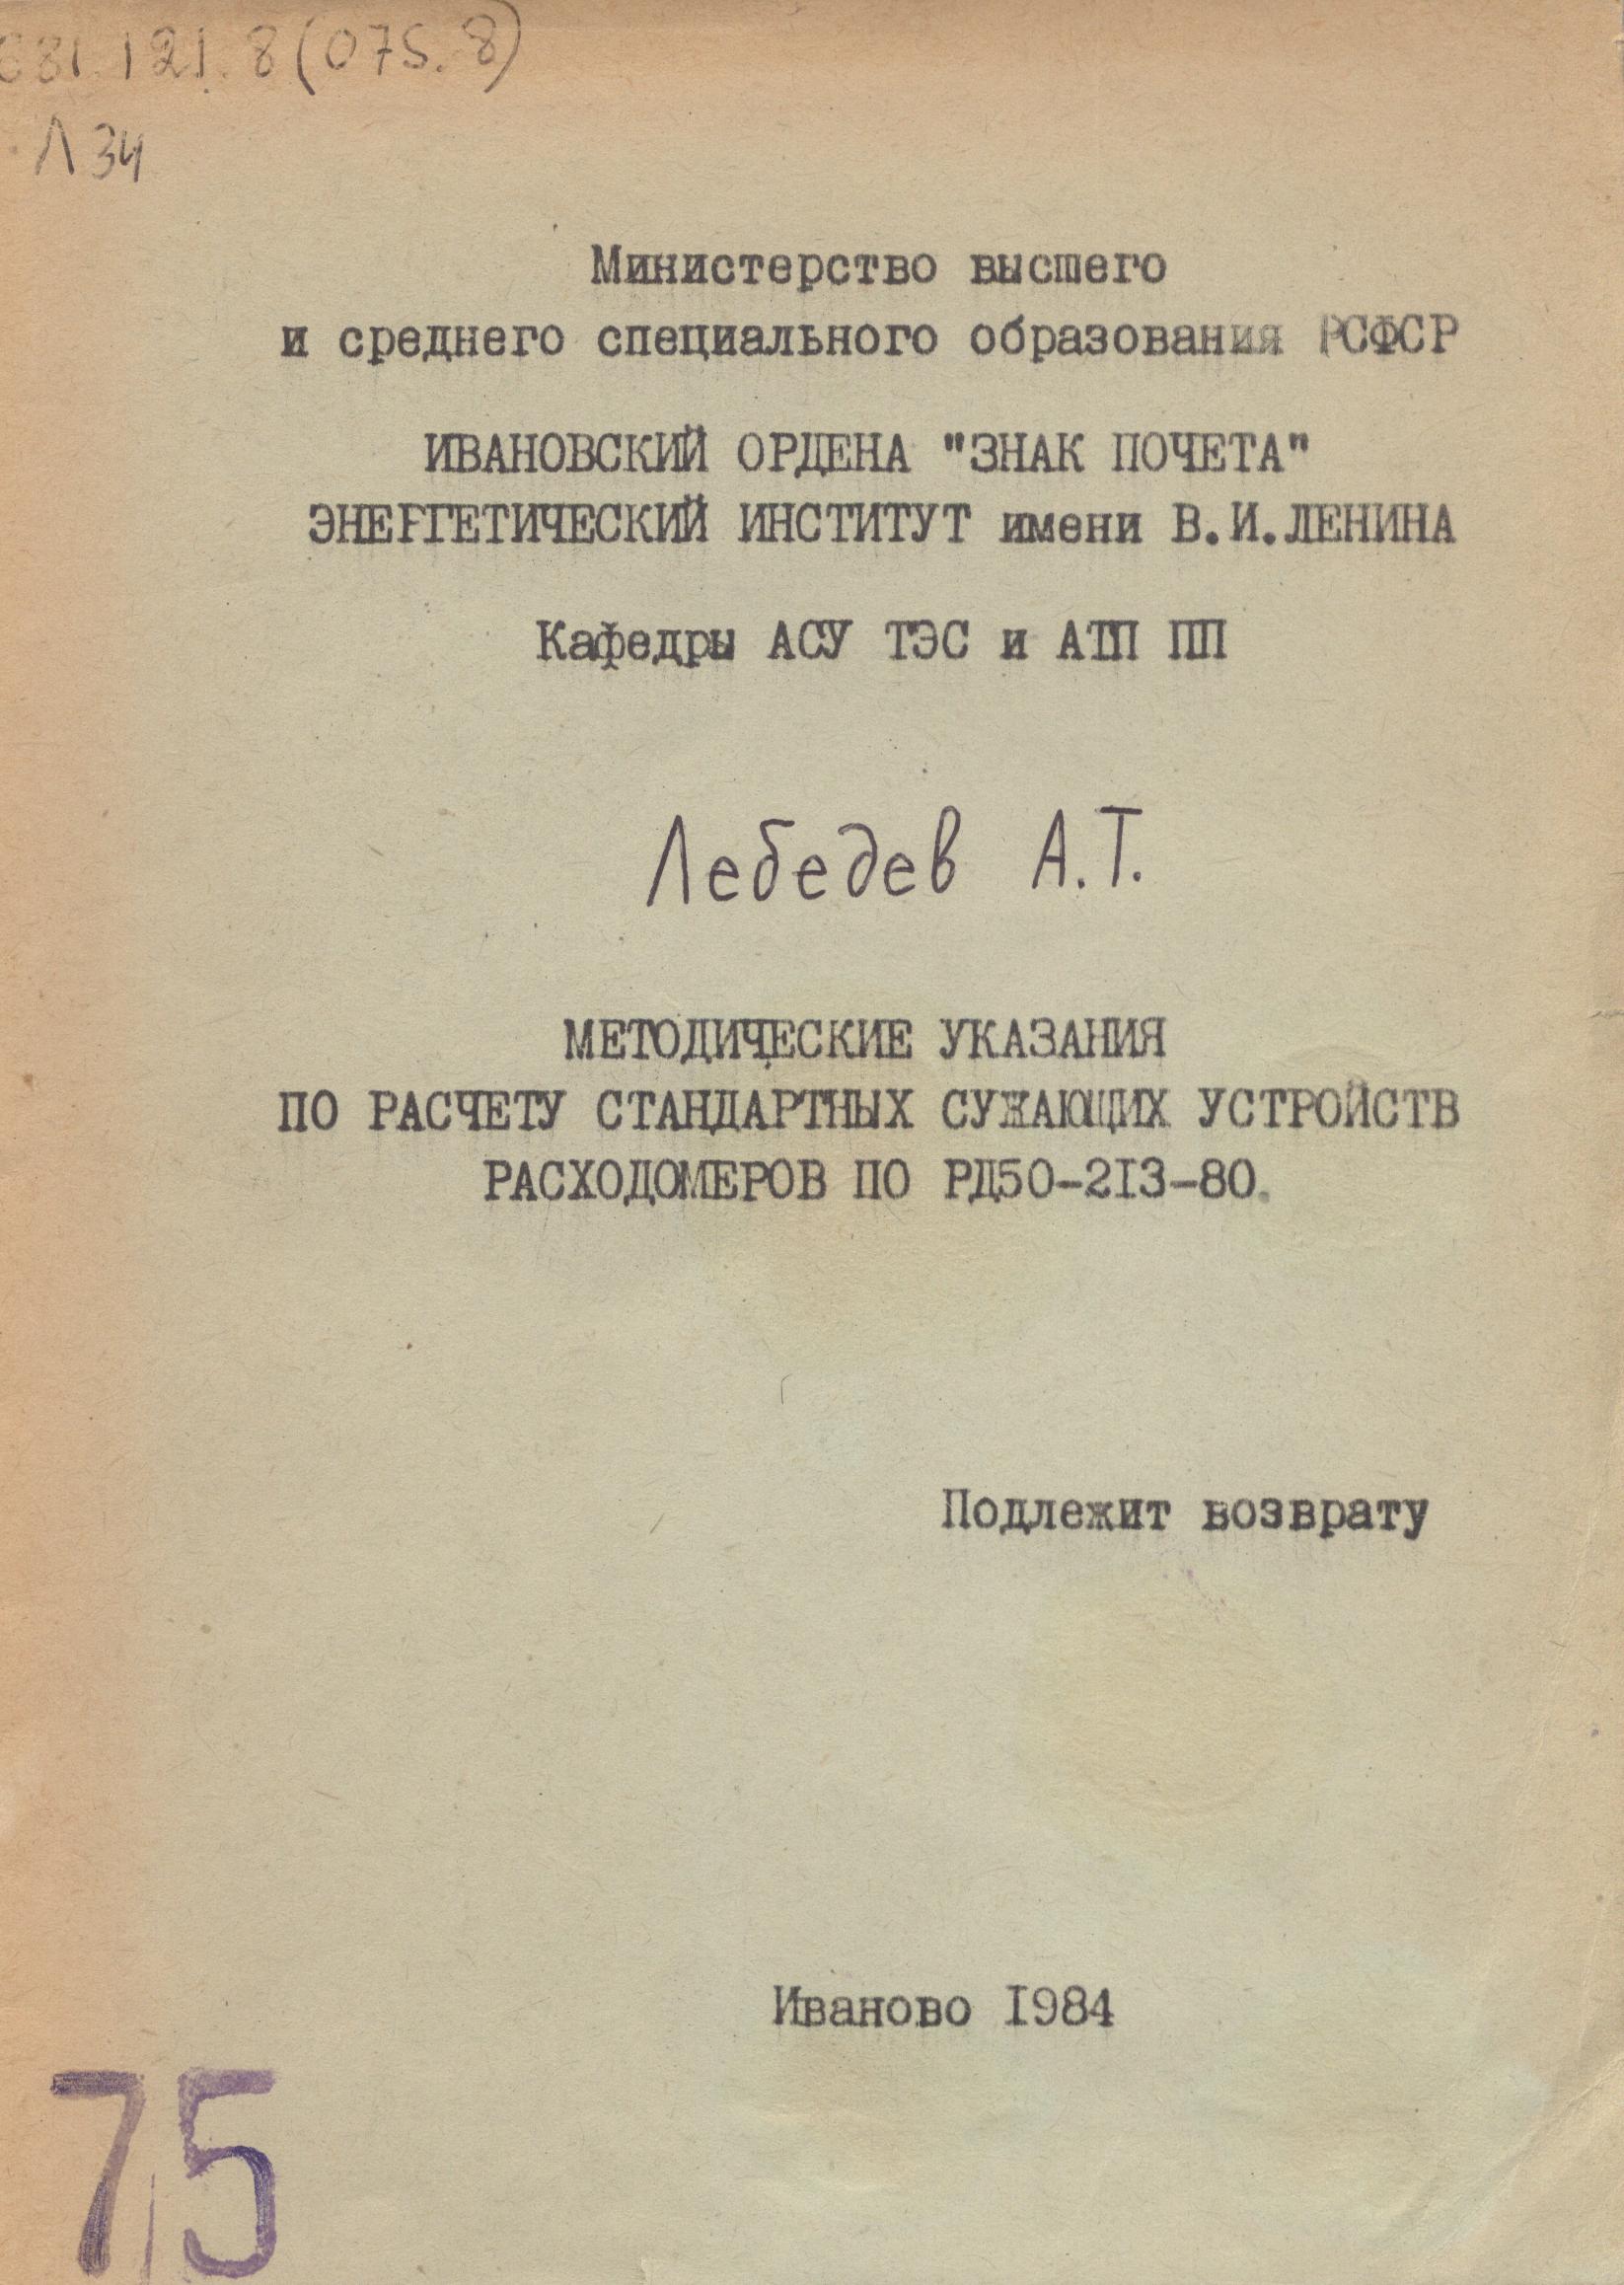 681.121.8(075.8)
Л34
Министерство высшего
и среднего специального образования РСФСР
ИВАНОВСКИЙ ОРДЕНА "ЗНАК ПОЧЕТА"
ЭНЕРГЕТИЧЕСКИЙ ИНСТИТУТ имени В.И.ЛЕНИНА
Кафедры АСУ ТЭС и АТП ПП
Лебедев А.Т.
МЕТОДИЧЕСКИЕ УКАЗАНИЯ
ПО РАСЧЕТУ СТАНДАРТНЫХ СУЖАЮЩИХ УСТРОЙСТВ
РАСХОДОМЕРОВ ПО РД50-213-80.
Подлежит возврату
Иваново 1984
75